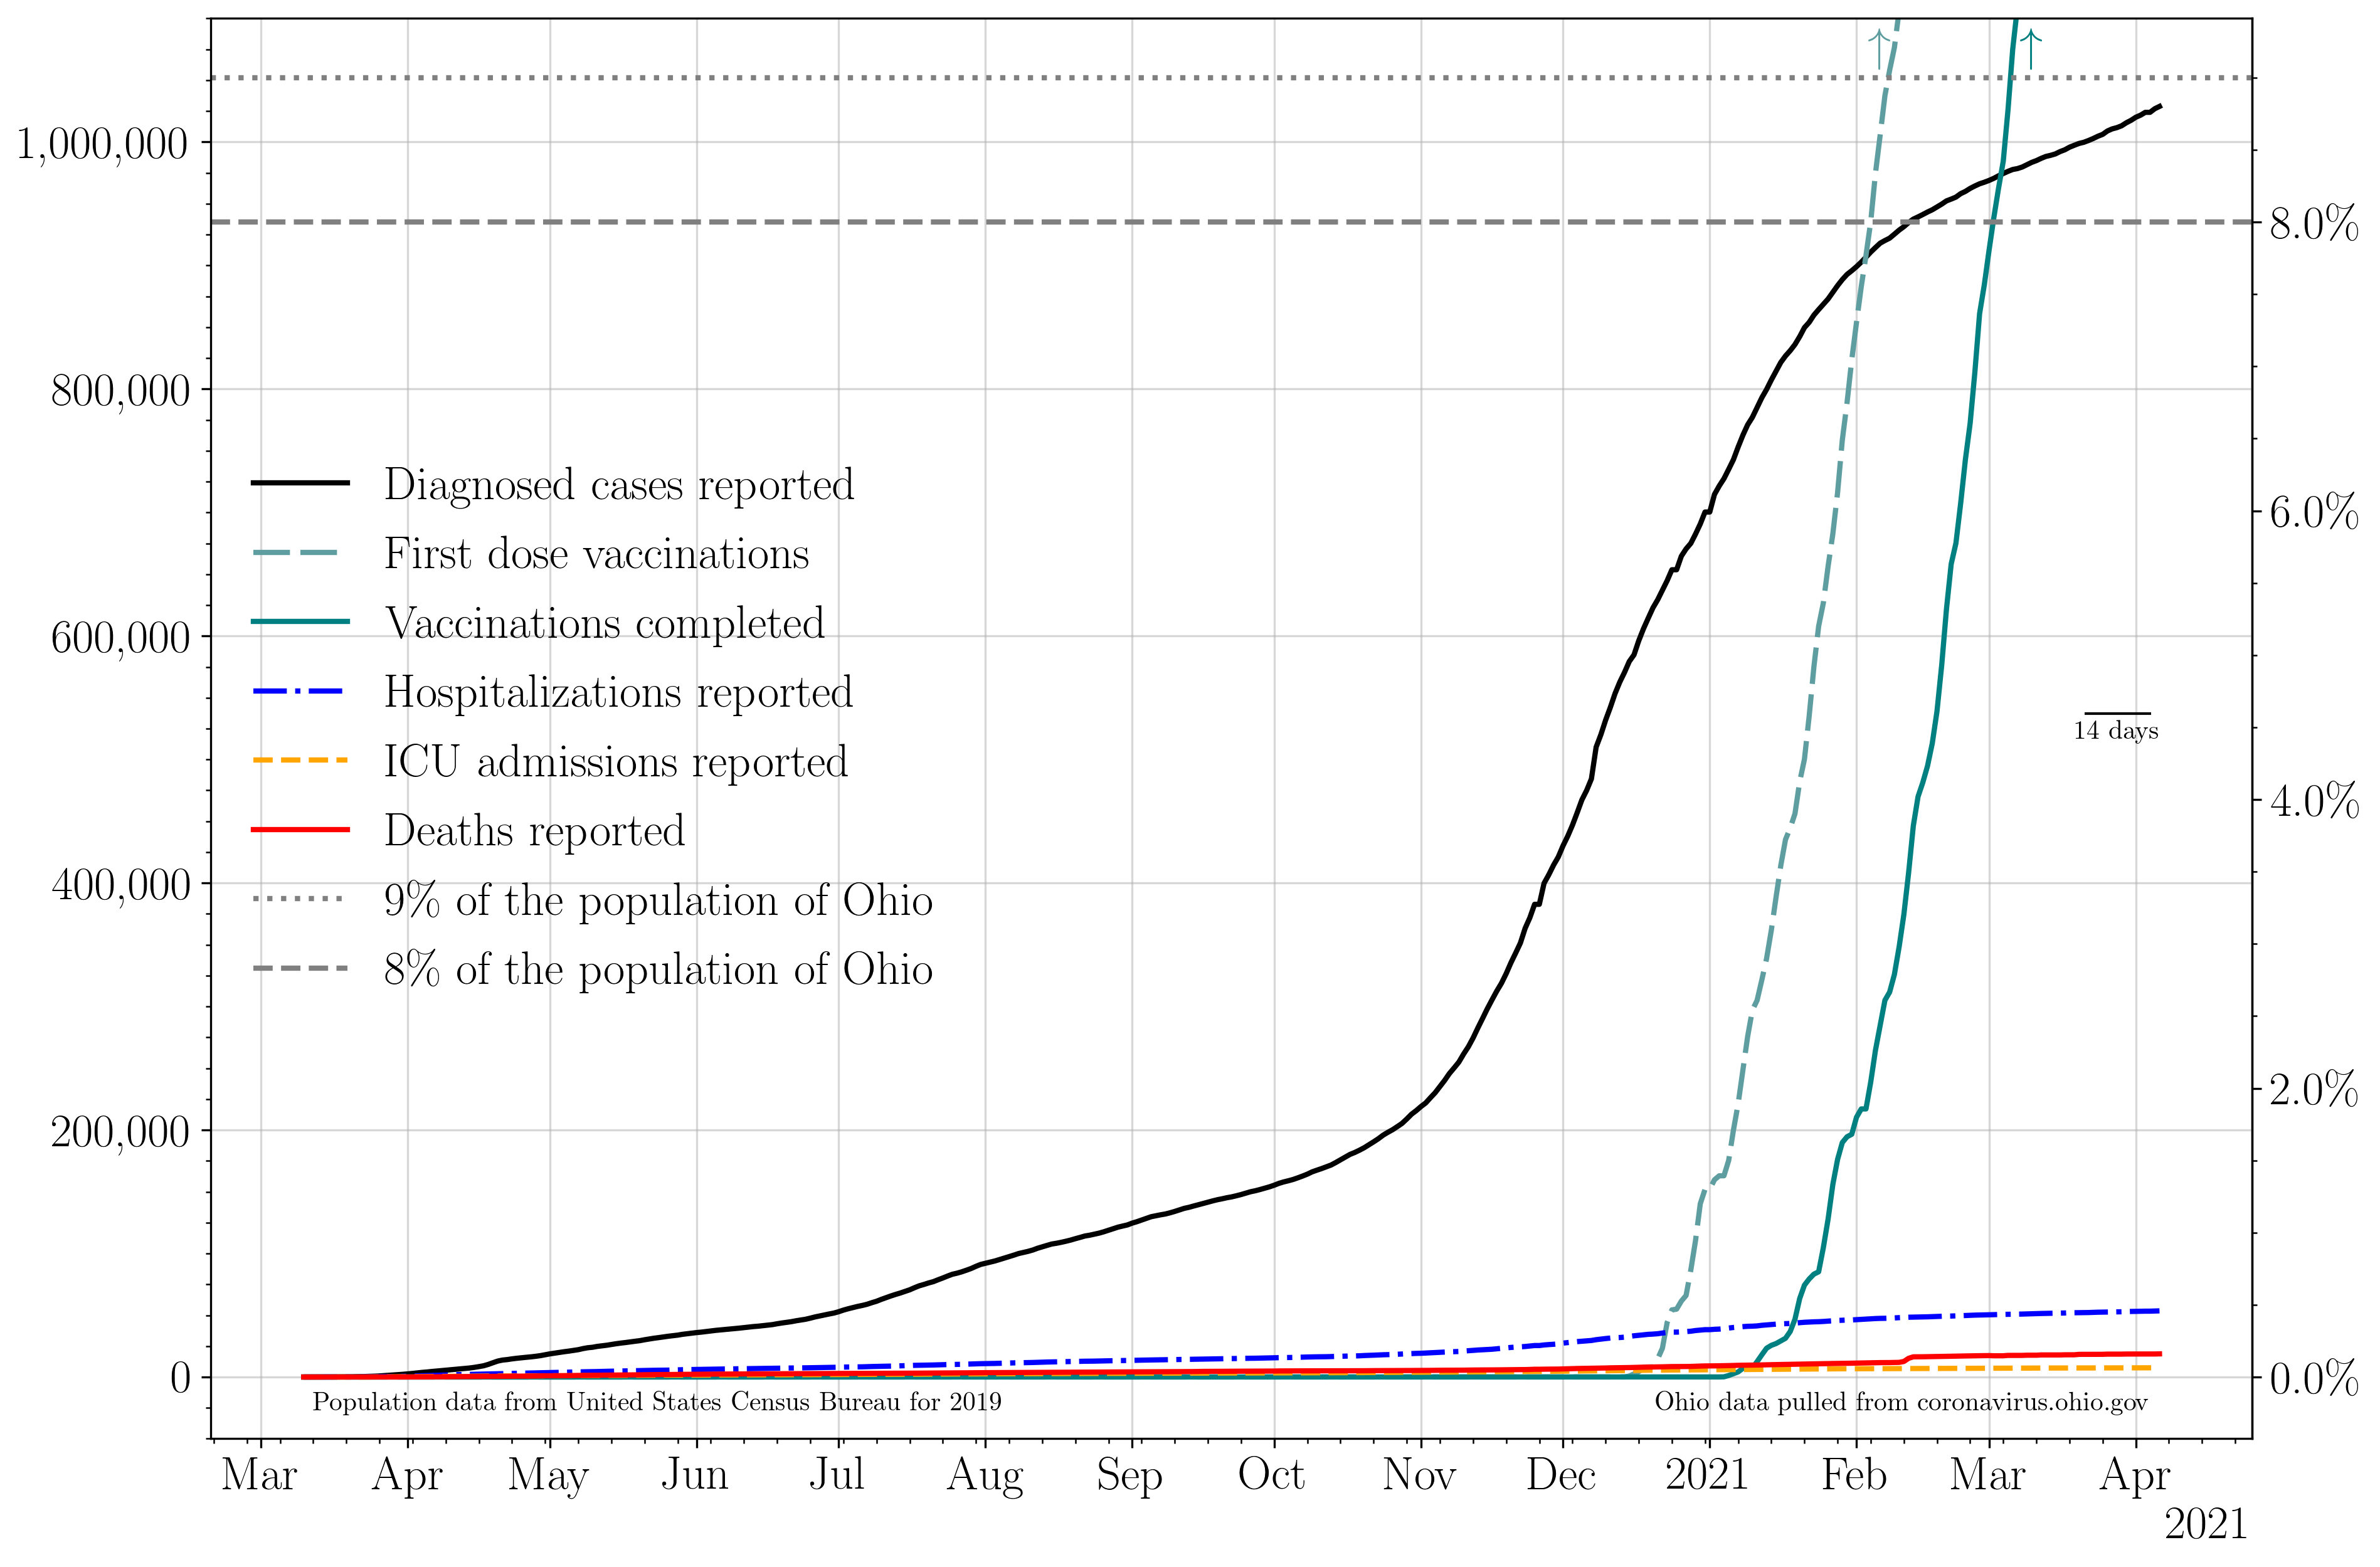 1,000,000
800,000
600,000
400,000
200,000
0
8.0%
6.0%
4.0%
2.0%
0.0%
Diagnosed cases reported
First dose vaccinations
Vaccinations completed
Hospitalizations reported
ICU admissions reported
Deaths reported
9% of the population of Ohio
8% of the population of Ohio
14 days
Population data from United States Census Bureau for 2019
Ohio data pulled from coronavirus.ohio.gov
Mar Apr May Jun Jul Aug Sep Oct Nov Dec 2021 Feb Mar Apr
2021